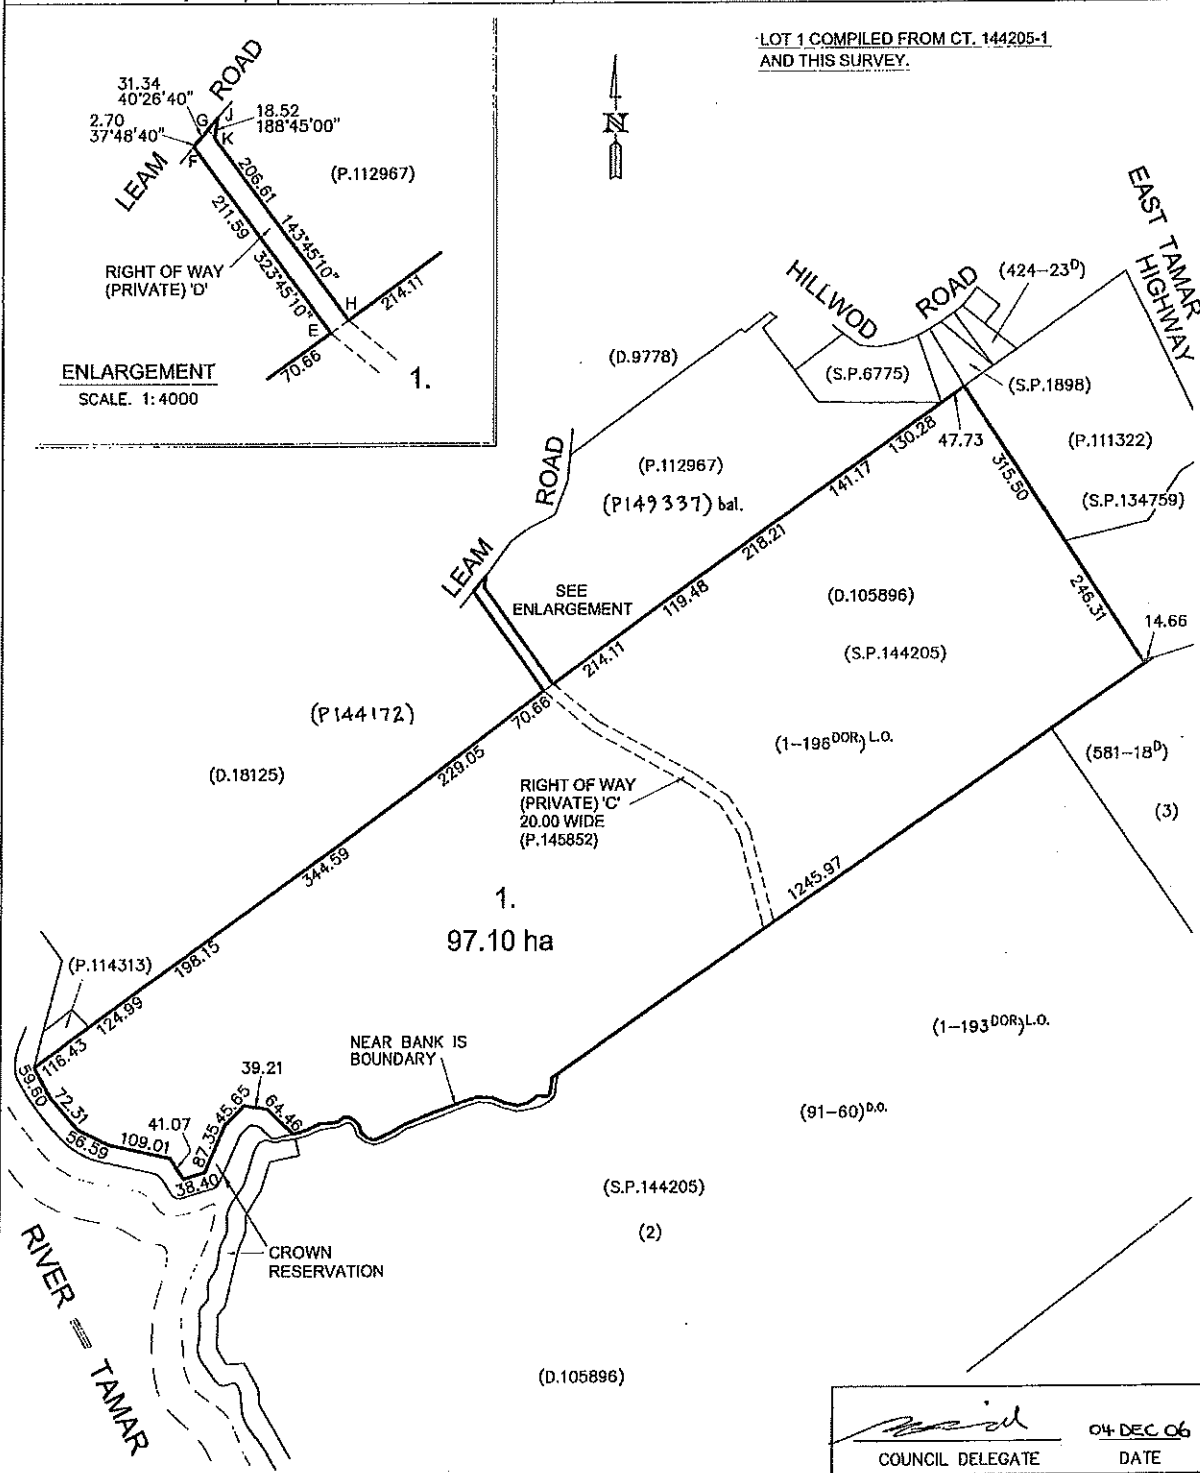 LOT 1 COMPILED FROM CT. 144205-1
AND THIS SURVEY.
LEAM ROAD
31.34
40°26'40"
2.70
37°48'40"
G
J
F
K
18.52
188°45'00"
(P.112967)
206.61
143°45'10"
211.59
323°45'10"
RIGHT OF WAY
(PRIVATE) 'D'
H
E
214.11
70.66
1.
ENLARGEMENT
SCALE. 1:4000
N
EAST TAMAR
HIGHWAY
HILLWOD ROAD
(424-23D)
(D.9778)
(S.P.6775)
(S.P.1898)
(P.111322)
(S.P.134759)
47.73
130.28
141.17
218.21
119.48
214.11
315.50
246.31
14.66
LEAM ROAD
(P.112967)
(P149337) bal.
SEE
ENLARGEMENT
(D.105896)
(S.P.144205)
(1-196DOR.)L.O.
(581-18D)
(3)
(P144172)
(D.18125)
70.66
229.05
344.59
198.15
124.99
116.43
RIGHT OF WAY
(PRIVATE) 'C'
20.00 WIDE
(P.145852)
1245.97
1.
97.10 ha
(P.114313)
NEAR BANK IS
BOUNDARY
59.60
72.31
56.59
109.01
41.07
38.40
87.35
45.65
39.21
64.46
(1-193DOR)L.O.
(91-60)D.O.
(S.P.144205)
(2)
CROWN
RESERVATION
RIVER TAMAR
(D.105896)
04 DEC 06
COUNCIL DELEGATE DATE